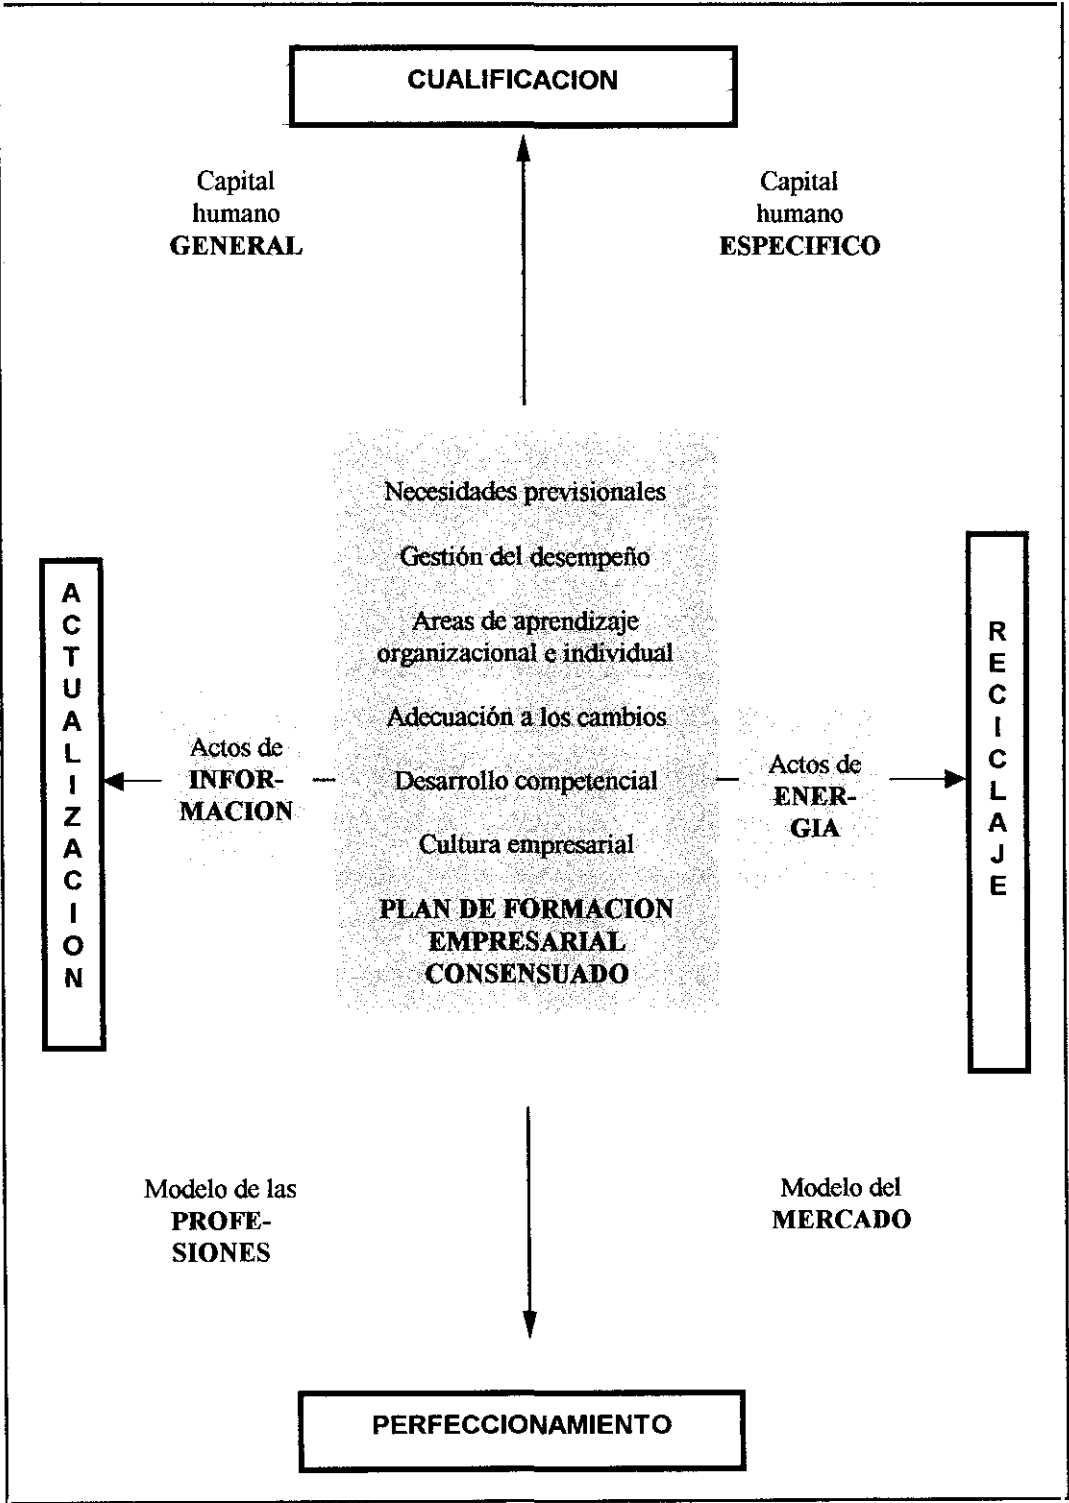 CUALIFICACION
Capital
humano
GENERAL
Capital
humano
ESPECIFICO
Necesidades previsionales
Gestión del desempeño
Areas de aprendizaje
organizacional e individual
Adecuación a los cambios
Desarrollo competencial
Cultura empresarial
PLAN DE FORMACION
EMPRESARIAL
CONSENSUADO
ACTUALIZACION
Actos de
INFOR-
MACION
Actos de
ENER-
GIA
RECICLAJE
Modelo de las
PROFE-
SIONES
Modelo del
MERCADO
PERFECCIONAMIENTO